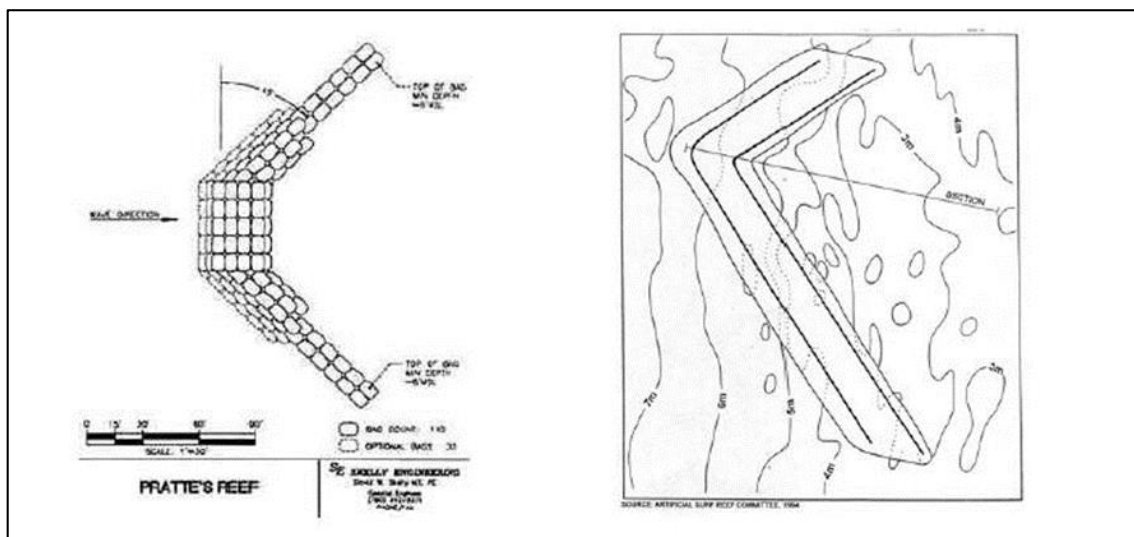 TOP OF BAG
MIN DEPTH
WAVE DIRECTION
TOP OF BAG
MIN DEPTH
0 15' 30' 60' 90'
SCALE: 1"=30'
BAG COUNT: 110
OPTIONAL BAGS: 33
PRATTE'S REEF
SE SKELLY ENGINEERING
4m
3m
SECTION
7m
6m
5m
4m
3m
SOURCE: ARTIFICIAL SURF REEF COMMITTEE, 1994